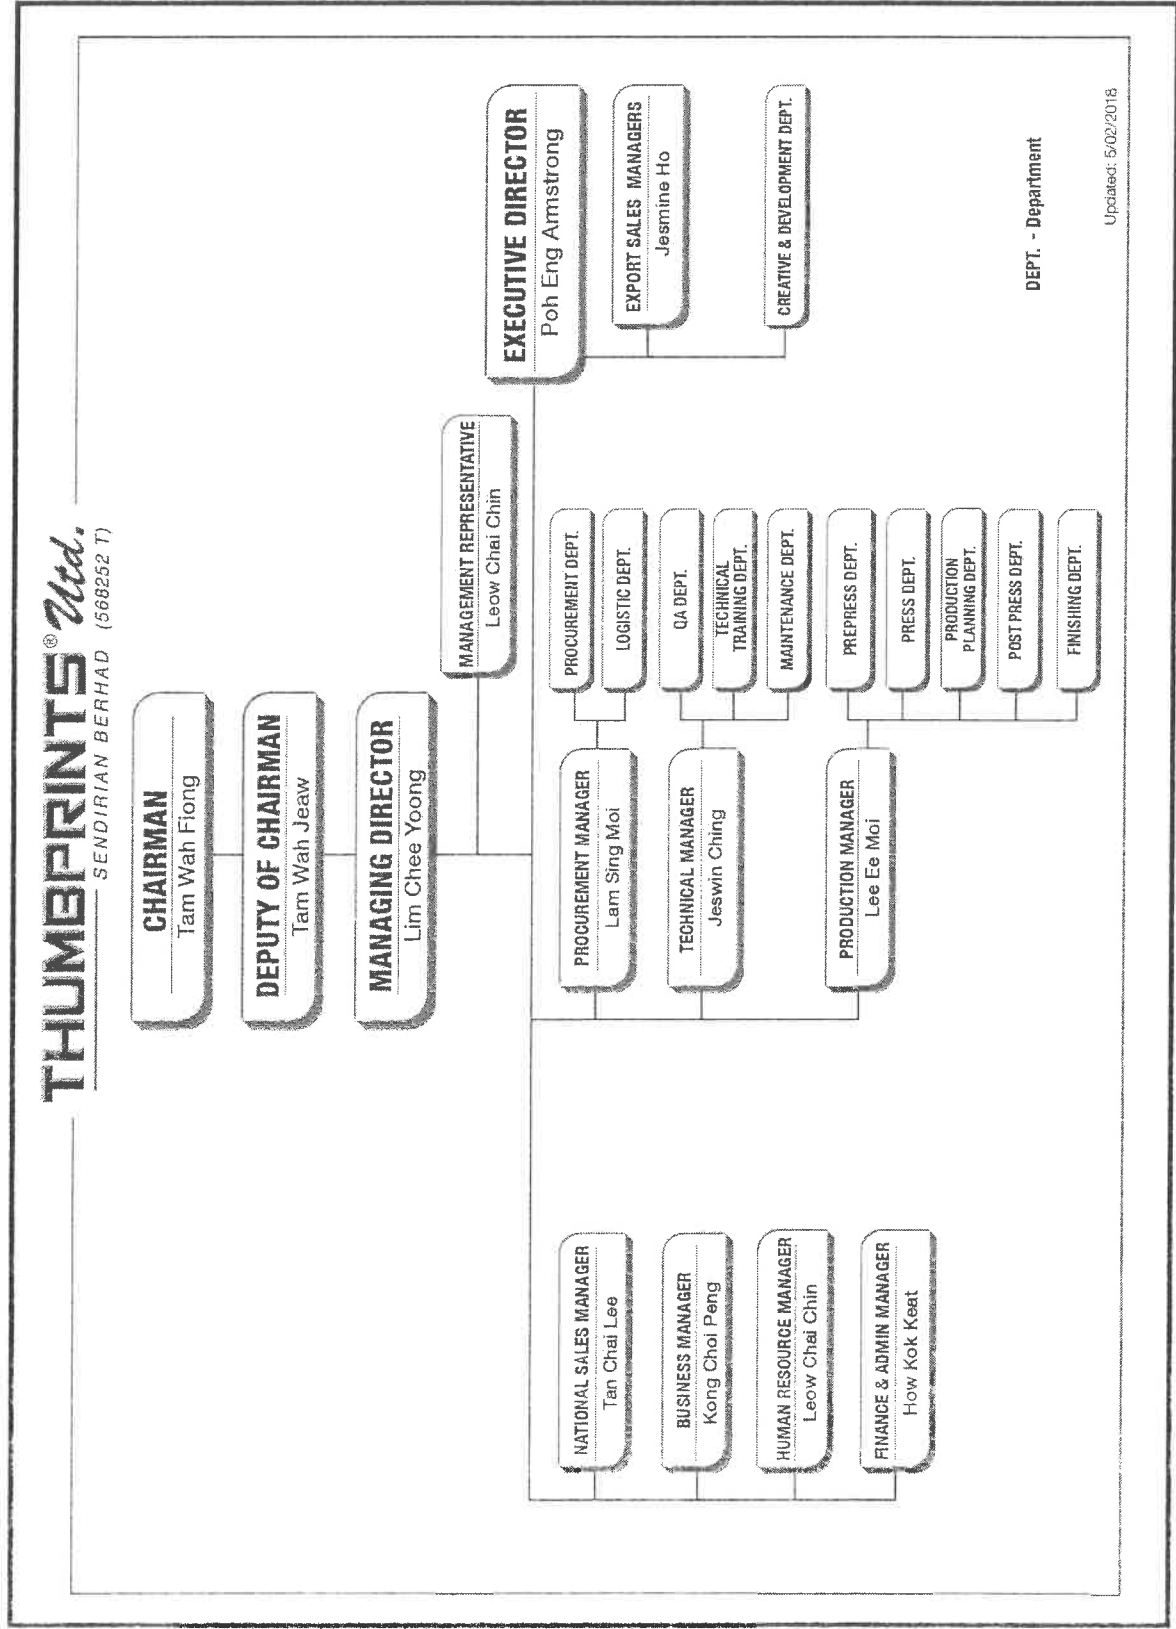 THUMBPRINTS® Utd.
SENDIRIAN BERHAD (568252 T)
CHAIRMAN
Tam Wah Fiong
DEPUTY OF CHAIRMAN
Tam Wah Jeaw
MANAGING DIRECTOR
Lim Chee Yoong
MANAGEMENT REPRESENTATIVE
Leow Chai Chin
NATIONAL SALES MANAGER
Tan Chai Lee
BUSINESS MANAGER
Kong Choi Peng
HUMAN RESOURCE MANAGER
Leow Chai Chin
FINANCE & ADMIN MANAGER
How Kok Keat
PROCUREMENT MANAGER
Lam Sing Moi
PROCUREMENT DEPT.
LOGISTIC DEPT.
TECHNICAL MANAGER
Jeswin Ching
QA DEPT.
TECHNICAL
TRAINING DEPT.
MAINTENANCE DEPT.
PRODUCTION MANAGER
Lee Ee Moi
PREPRESS DEPT.
PRESS DEPT.
PRODUCTION
PLANNING DEPT.
POST PRESS DEPT.
FINISHING DEPT.
EXECUTIVE DIRECTOR
Poh Eng Armstrong
EXPORT SALES MANAGERS
Jesmine Ho
CREATIVE & DEVELOPMENT DEPT.
DEPT. - Department
Updated: 5/02/2018